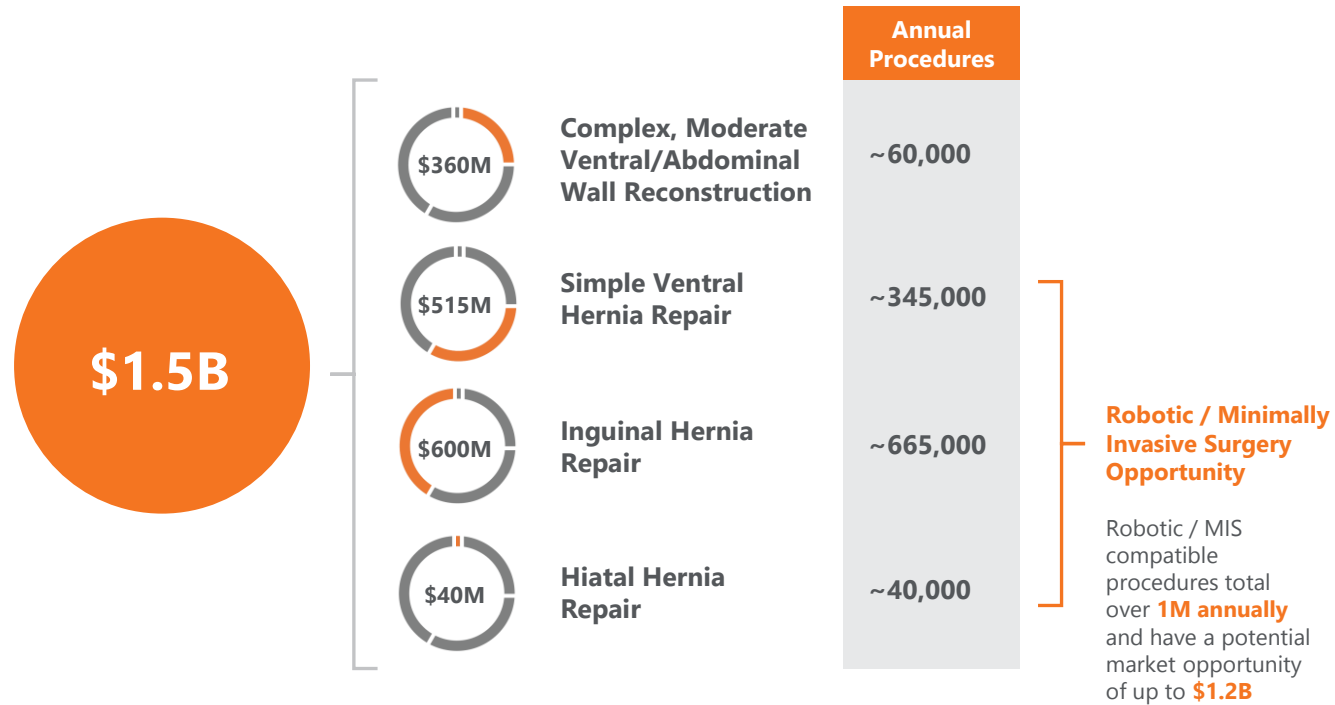 Annual
Procedures
$1.5B
$360M
Complex, Moderate
Ventral/Abdominal
Wall Reconstruction
~60,000
$515M
Simple Ventral
Hernia Repair
~345,000
$600M
Inguinal Hernia
Repair
~665,000
$40M
Hiatal Hernia
Repair
~40,000
Robotic / Minimally
Invasive Surgery
Opportunity
Robotic / MIS
compatible
procedures total
over 1M annually
and have a potential
market opportunity
of up to $1.2B